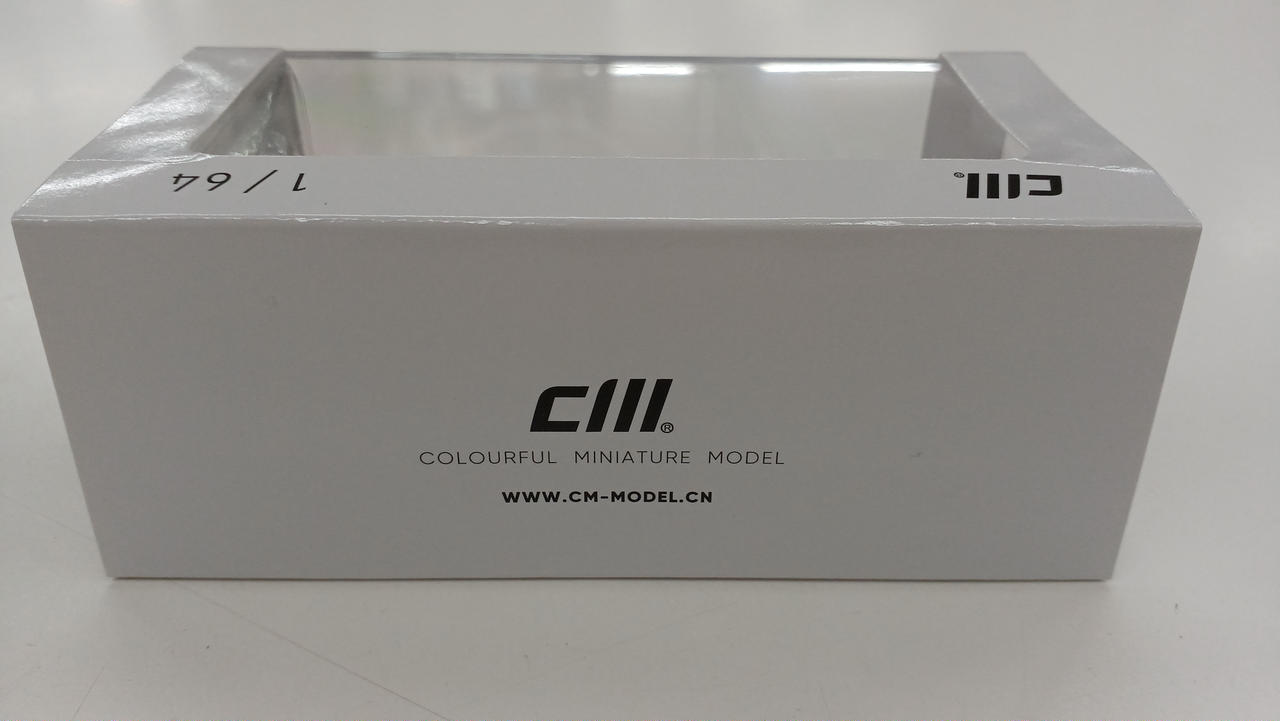 1/64
CM®
CM®
COLOURFUL MINIATURE MODEL
WWW.CM-MODEL.CN